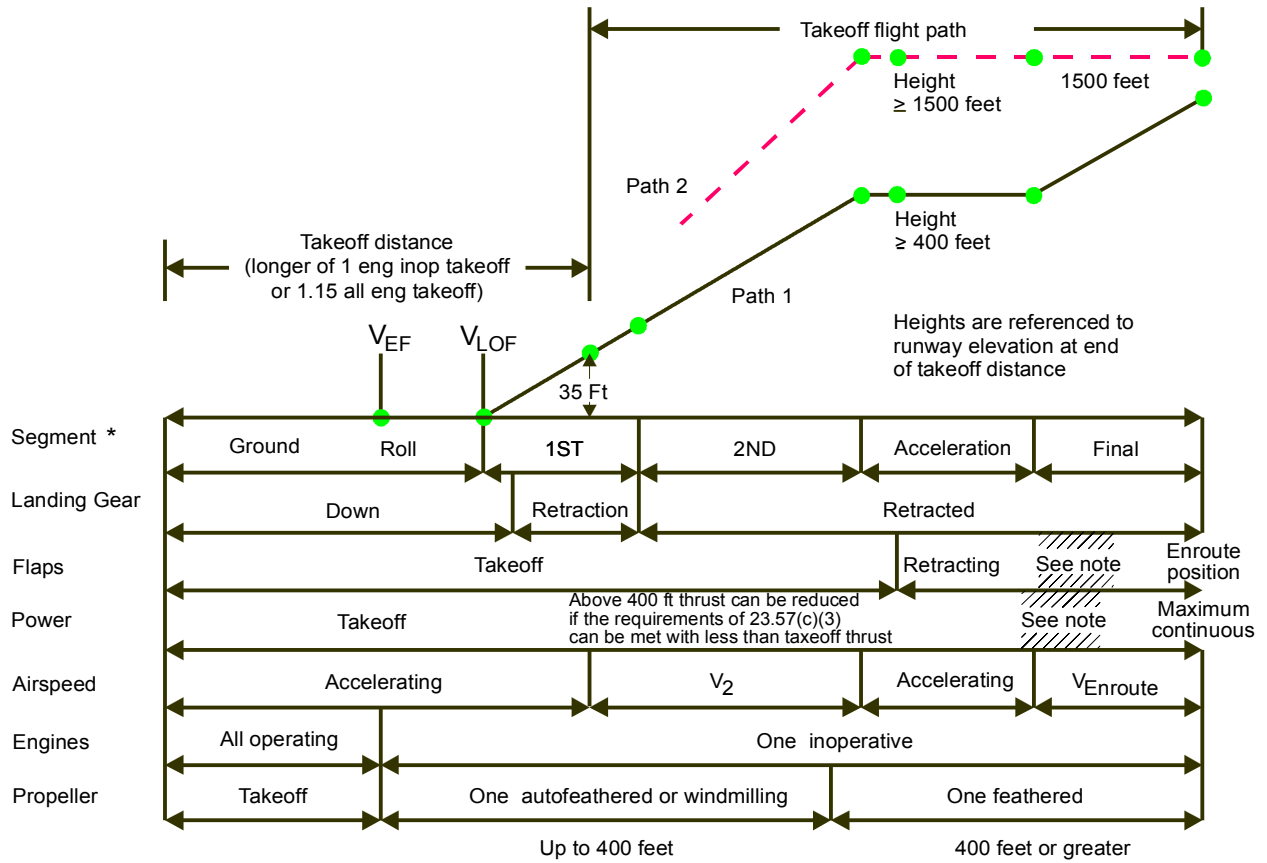 Takeoff flight path
Height
≥ 1500 feet
1500 feet
Path 2
Height
≥ 400 feet
Takeoff distance
(longer of 1 eng inop takeoff
or 1.15 all eng takeoff)
Path 1
Heights are referenced to
runway elevation at end
of takeoff distance
VEF
VLOF
35 Ft
Segment *
Ground Roll 1ST 2ND Acceleration Final
Landing Gear
Down Retraction Retracted
Flaps
Takeoff Retracting See note Enroute
position
Power
Takeoff
Above 400 ft thrust can be reduced
if the requirements of 23.57(c)(3)
can be met with less than taxeoff thrust
See note
Maximum
continuous
Airspeed
Accelerating V2 Accelerating VEnroute
Engines
All operating One inoperative
Propeller
Takeoff One autofeathered or windmilling One feathered
Up to 400 feet 400 feet or greater